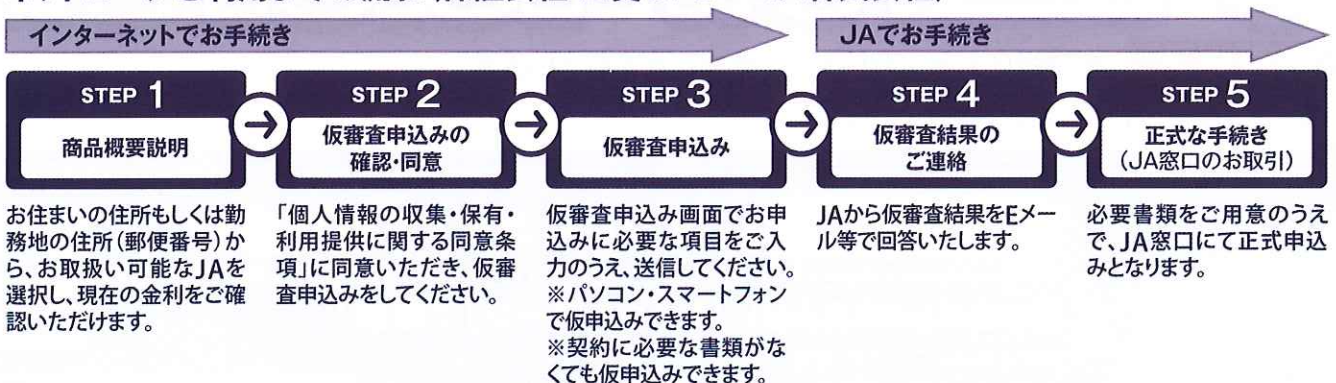 インターネットでお手続き
JAでお手続き
STEP 1
商品概要説明
お住まいの住所もしくは勤
務地の住所(郵便番号)か
ら、お取扱い可能なJAを
選択し、現在の金利をご確
認いただけます。
STEP 2
仮審査申込みの
確認・同意
「個人情報の収集・保有・
利用提供に関する同意条
項」に同意いただき、仮審
査申込みをしてください。
STEP 3
仮審査申込み
仮審査申込み画面でお申
込みに必要な項目をご入
力のうえ、送信してください。
※パソコン・スマートフォン
で仮申込みできます。
※契約に必要な書類がな
くても仮申込みできます。
STEP 4
仮審査結果の
ご連絡
JAから仮審査結果をEメー
ル等で回答いたします。
STEP 5
正式な手続き
(JA窓口のお取引)
必要書類をご用意のうえ
で、JA窓口にて正式申込
みとなります。